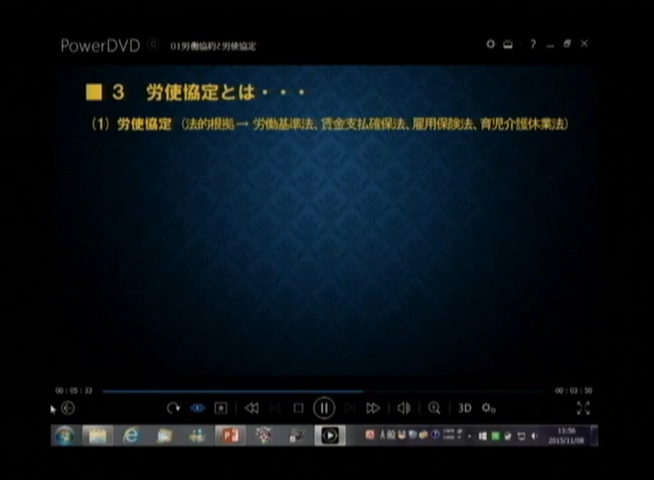 PowerDVD
01労働協約と労使協定
■ 3 労使協定とは・・・
(1) 労使協定 (法的根拠→ 労働基準法、賃金支払確保法、雇用保険法、育児介護休業法)
00:05:33
-00:03:50
3D
13:56
2015/11/08